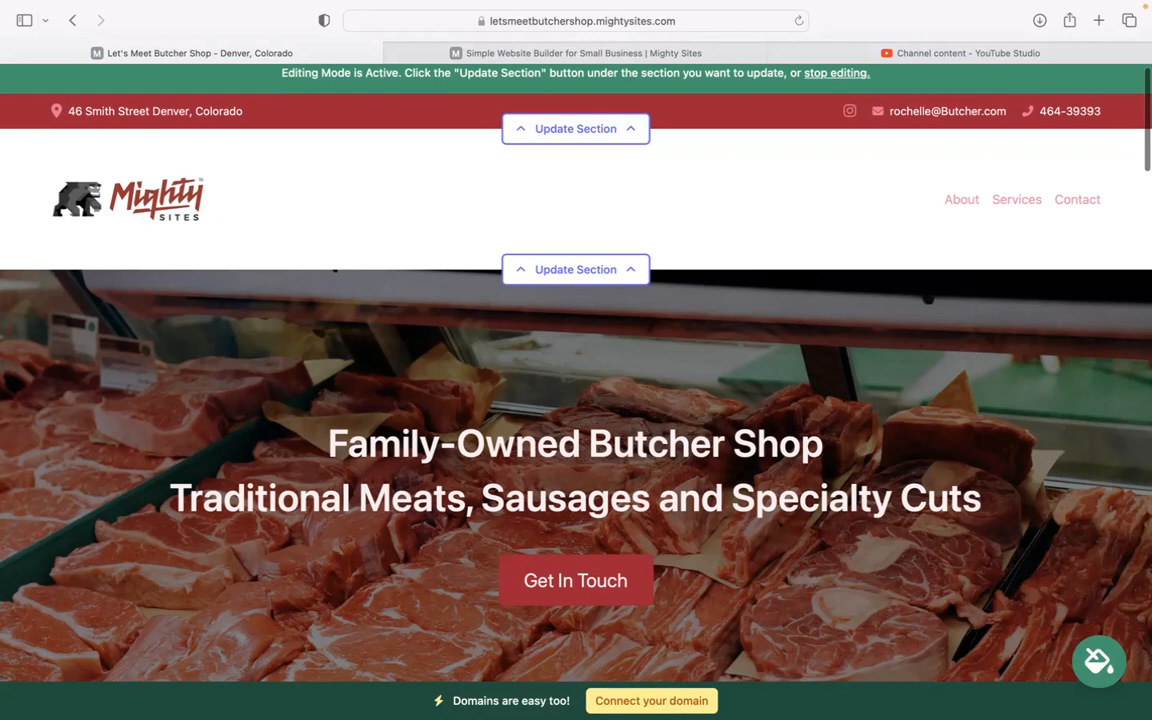 letsmeetbutchershop.mightysites.com
Let's Meet Butcher Shop - Denver, Colorado
Simple Website Builder for Small Business | Mighty Sites
Channel content - YouTube Studio
Editing Mode is Active. Click the "Update Section" button under the section you want to update, or stop editing.
46 Smith Street Denver, Colorado
rochelle@Butcher.com
464-39393
Update Section
Mighty
SITES
About
Services
Contact
Update Section
Family-Owned Butcher Shop
Traditional Meats, Sausages and Specialty Cuts
Get In Touch
Domains are easy too!
Connect your domain